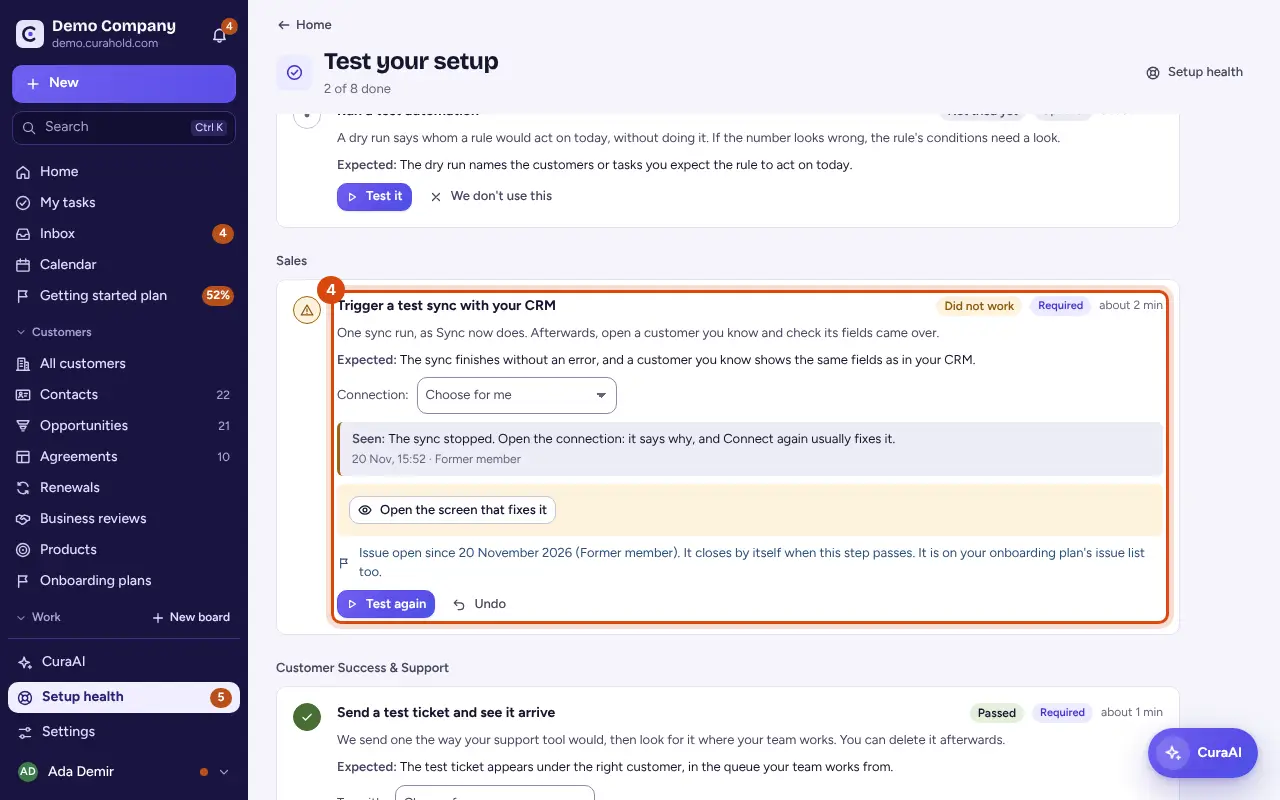 Demo Company
demo.curahold.com
4
New
Search
Ctrl K
Home
My tasks
Inbox
4
Calendar
Getting started plan
52%
Customers
All customers
Contacts
22
Opportunities
21
Agreements
10
Renewals
Business reviews
Products
Onboarding plans
Work
New board
CuraAI
Setup health
5
Settings
AD
Ada Demir
Home
Test your setup
2 of 8 done
Setup health
A dry run says whom a rule would act on today, without doing it. If the number looks wrong, the rule's conditions need a look.
Expected: The dry run names the customers or tasks you expect the rule to act on today.
Test it
We don't use this
Sales
4
Trigger a test sync with your CRM
Did not work
Required
about 2 min
One sync run, as Sync now does. Afterwards, open a customer you know and check its fields came over.
Expected: The sync finishes without an error, and a customer you know shows the same fields as in your CRM.
Connection:
Choose for me
Seen: The sync stopped. Open the connection: it says why, and Connect again usually fixes it.
20 Nov, 15:52 · Former member
Open the screen that fixes it
Issue open since 20 November 2026 (Former member). It closes by itself when this step passes. It is on your onboarding plan's issue list
too.
Test again
Undo
Customer Success & Support
Send a test ticket and see it arrive
Passed
Required
about 1 min
We send one the way your support tool would, then look for it where your team works. You can delete it afterwards.
Expected: The test ticket appears under the right customer, in the queue your team works from.
CuraAI